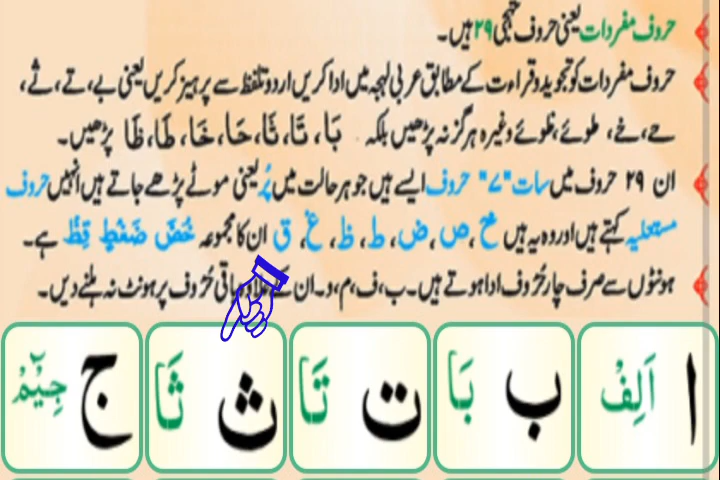 حروف مفردات یعنی حروف تہجی ۲۹ ہیں۔
حروف مفردات کو تجوید و قراءت کے مطابق عربی لہجہ میں ادا کریں اردو تلفظ سے پرہیز کریں یعنی بے، تے، ثے،
حے، خے، طوئے، ظوئے وغیرہ ہرگز نہ پڑھیں بلکہ بَا، تَا، ثَا، حَا، خَا، طَا، ظَا پڑھیں۔
ان ۲۹ حروف میں سات "۷" حروف ایسے ہیں جو ہر حالت میں پُر یعنی موٹے پڑھے جاتے ہیں انہیں حروف
مستعلیہ کہتے ہیں اور وہ یہ ہیں خ، ص، ض، ط، ظ، غ، ق ان کا مجموعہ خُصَّ ضَغْطٍ قِظْ ہے۔
ہونٹوں سے صرف چار حُروف ادا ہوتے ہیں۔ ب، ف، م، و۔ ان کے علاوہ باقی حُروف پر ہونٹ نہ ہلنے دیں۔
ا اَلِفْ ب بَا ت تَا ث ثَا ج جِيْمْ